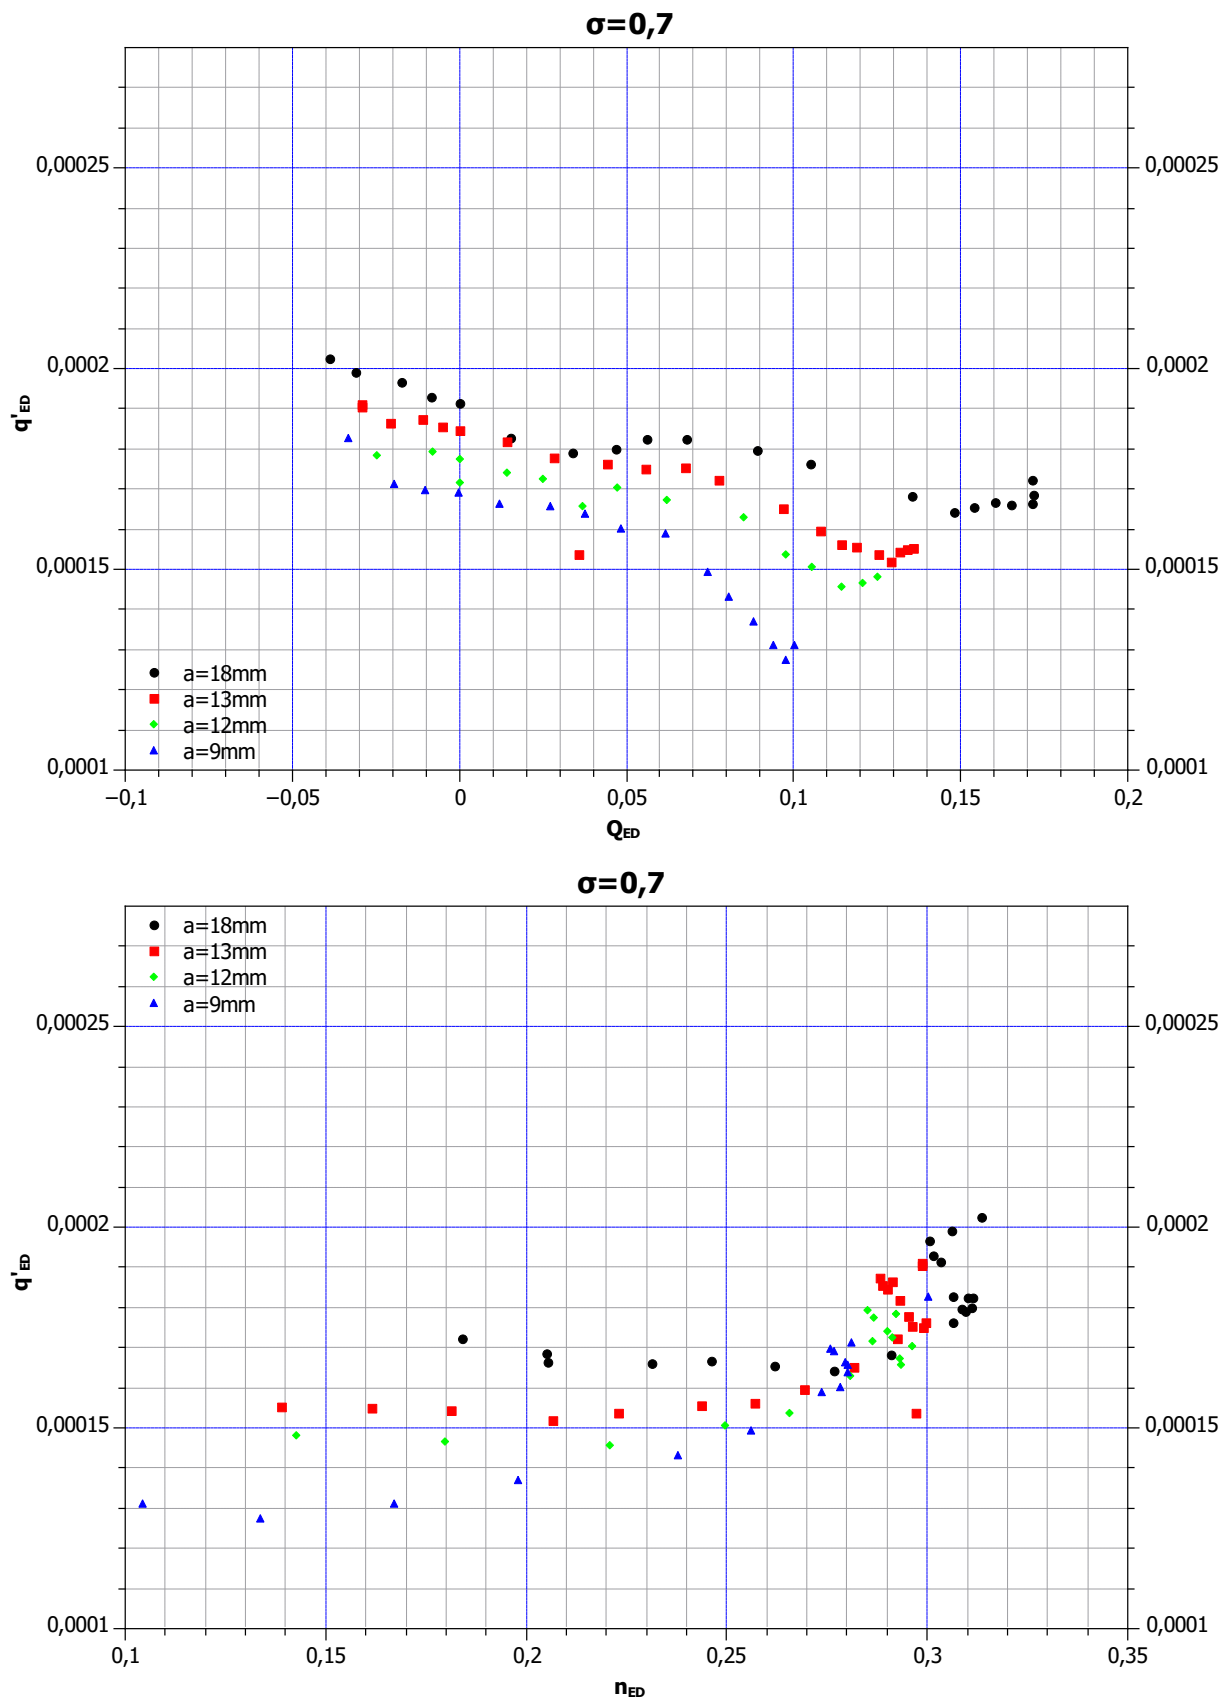 σ=0,7
0,00025 0,00025
0,0002 0,0002
q'ED
0,00015 0,00015
a=18mm
a=13mm
a=12mm
a=9mm
0,0001 0,0001
−0,1 −0,05 0 0,05 0,1 0,15 0,2
QED
σ=0,7
a=18mm
a=13mm
a=12mm
a=9mm
0,00025 0,00025
0,0002 0,0002
q'ED
0,00015 0,00015
0,0001 0,0001
0,1 0,15 0,2 0,25 0,3 0,35
nED